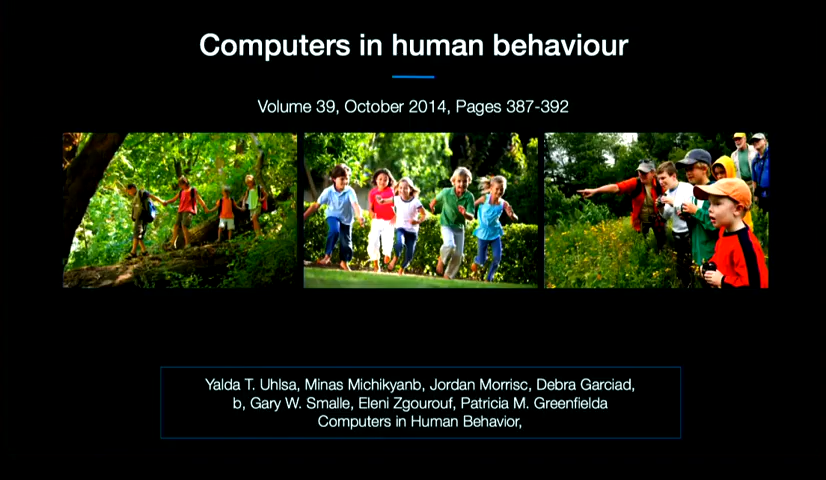 Computers in human behaviour
Volume 39, October 2014, Pages 387-392
Yalda T. Uhlsa, Minas Michikyanb, Jordan Morrisc, Debra Garciad,
b, Gary W. Smalle, Eleni Zgourouf, Patricia M. Greenfielda
Computers in Human Behavior,